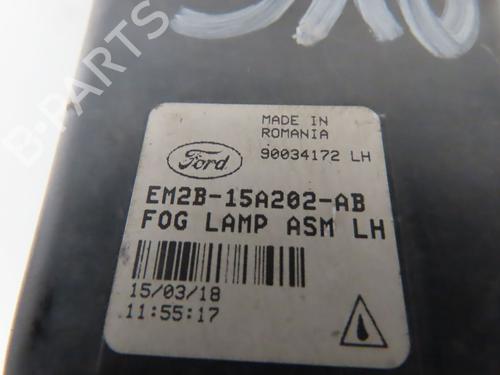 B-PARTS
MADE IN
ROMANIA
Ford
90034172 LH
EM2B-15A202-AB
FOG LAMP ASM LH
15/03/18
11:55:17